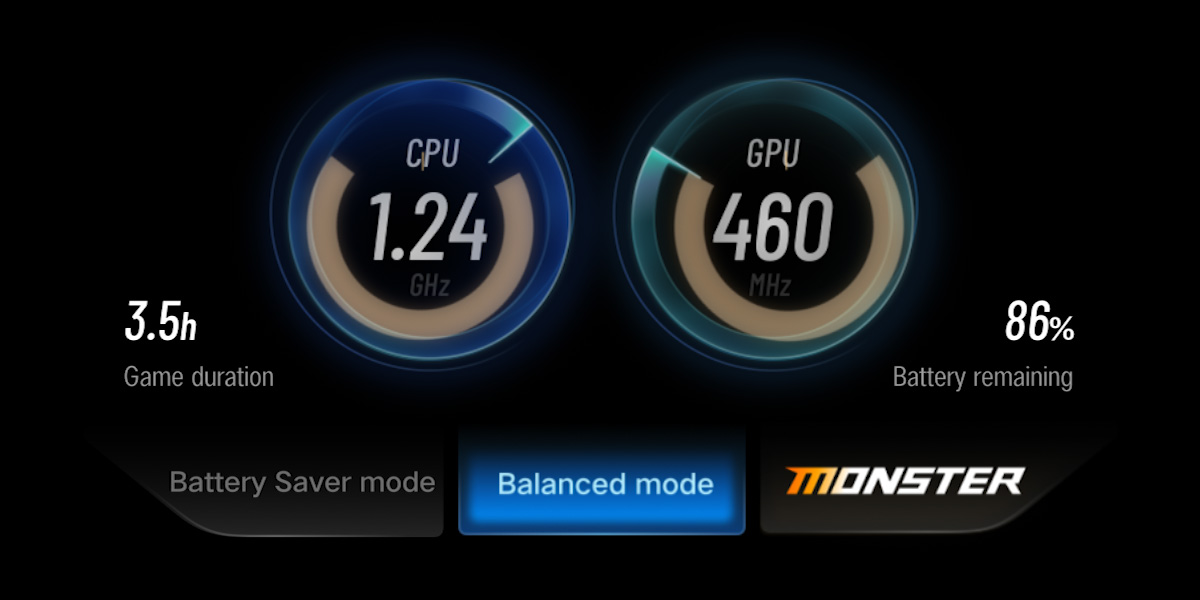 CPU
1.24
GHz
GPU
460
MHz
3.5h
Game duration
86%
Battery remaining
Battery Saver mode
Balanced mode
MONSTER